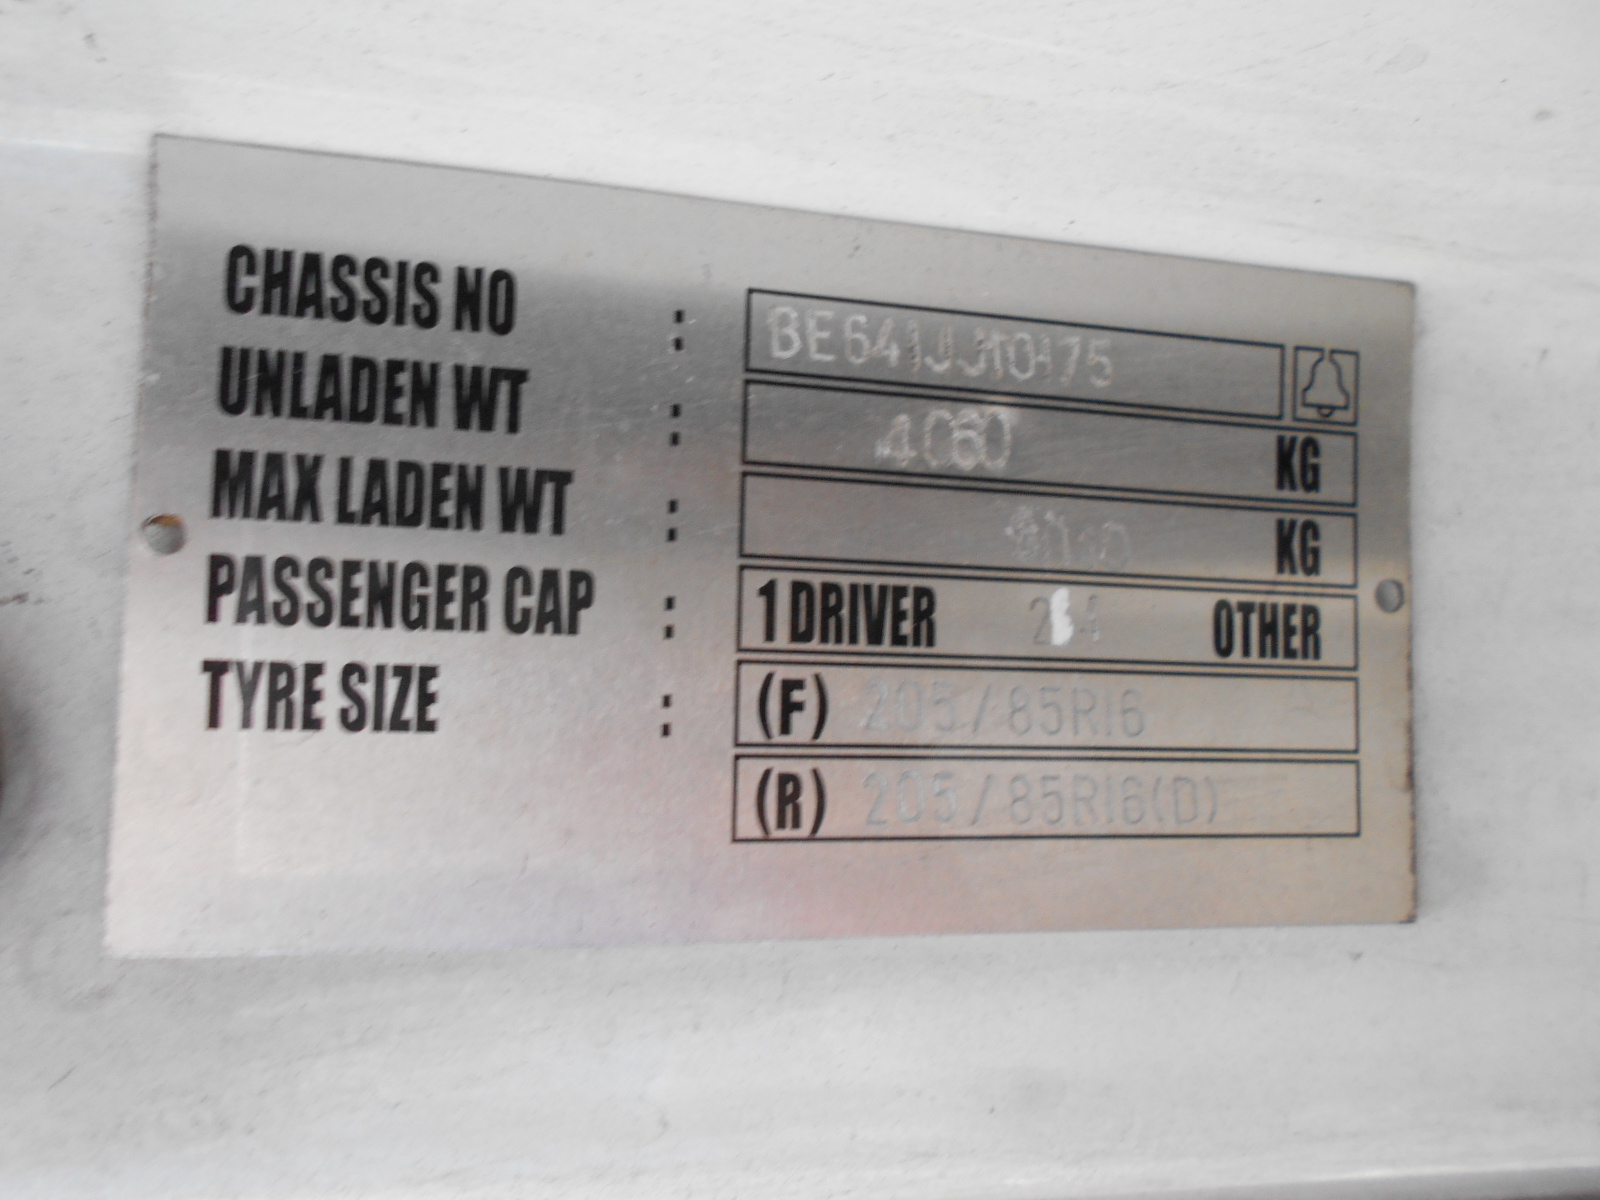 CHASSIS NO : BE641JJ10175
UNLADEN WT : 4060 KG
MAX LADEN WT : KG
PASSENGER CAP : 1 DRIVER OTHER
TYRE SIZE : (F) 205/85R16
(R) 205/85R16(D)